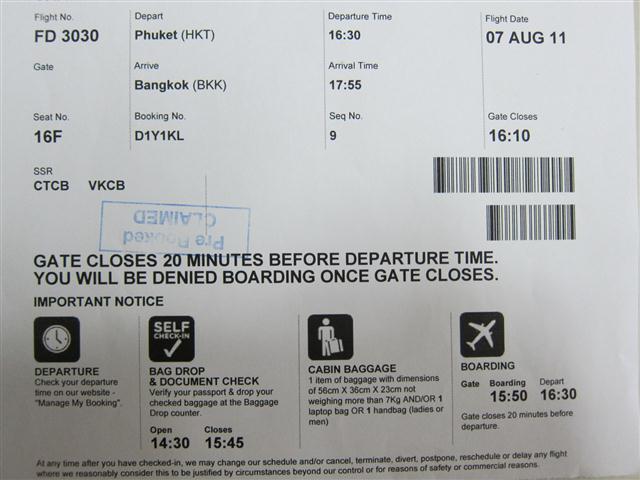 Flight No. Depart Departure Time Flight Date
FD 3030 Phuket (HKT) 16:30 07 AUG 11
Gate Arrive Arrival Time
Bangkok (BKK) 17:55
Seat No. Booking No. Seq No. Gate Closes
16F D1Y1KL 9 16:10
SSR
CTCB VKCB
Pre Booked
CLAIMED
GATE CLOSES 20 MINUTES BEFORE DEPARTURE TIME.
YOU WILL BE DENIED BOARDING ONCE GATE CLOSES.
IMPORTANT NOTICE
DEPARTURE
Check your departure
time on our website -
"Manage My Booking".
SELF
CHECK-IN
BAG DROP
& DOCUMENT CHECK
Verify your passport & drop your
checked baggage at the Baggage
Drop counter.
Open Closes
14:30 15:45
CABIN BAGGAGE
1 item of baggage with dimensions
of 56cm X 36cm X 23cm not
weighing more than 7Kg AND/OR 1
laptop bag OR 1 handbag (ladies or
men)
BOARDING
Gate Boarding Depart
15:50 16:30
Gate closes 20 minutes before
departure.
At any time after you have checked-in, we may change our schedule and/or cancel, terminate, divert, postpone, reschedule or delay any flight
where we reasonably consider this to be justified by circumstances beyond our control or for reasons of safety or commercial reasons.